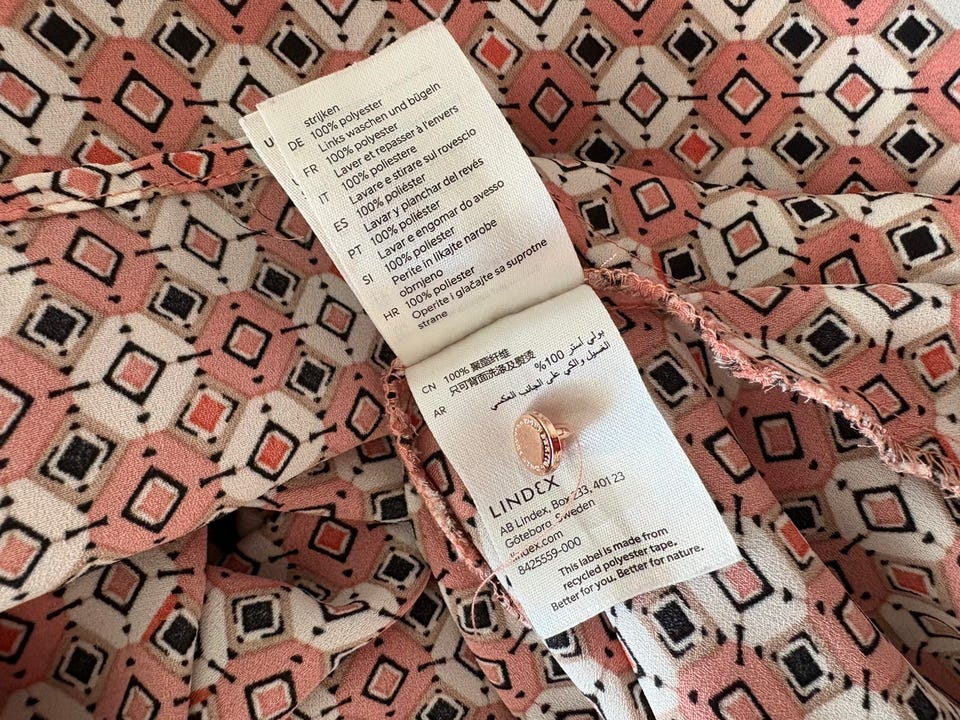 strijken
DE 100% polyester
Links waschen und bügeln
FR 100% polyester
Laver et repasser à l'envers
IT 100% poliestere
Lavare e stirare sul rovescio
ES 100% poliéster
Lavar y planchar del revés
PT 100% poliéster
Lavar e engomar do avesso
SI 100% poliester
Perite in likajte narobe
obrnjeno
HR 100% poliester
Operite i glačajte sa suprotne
strane
CN 100% 聚酯纤维
只可背面洗涤及熨烫
AR بولي أستر 100%
الغسيل والكي على الجانب العكسي
LINDEX
AB Lindex, Box 233, 401 23
Göteborg, Sweden
lindex.com
8425559-000
This label is made from
recycled polyester tape.
Better for you. Better for nature.